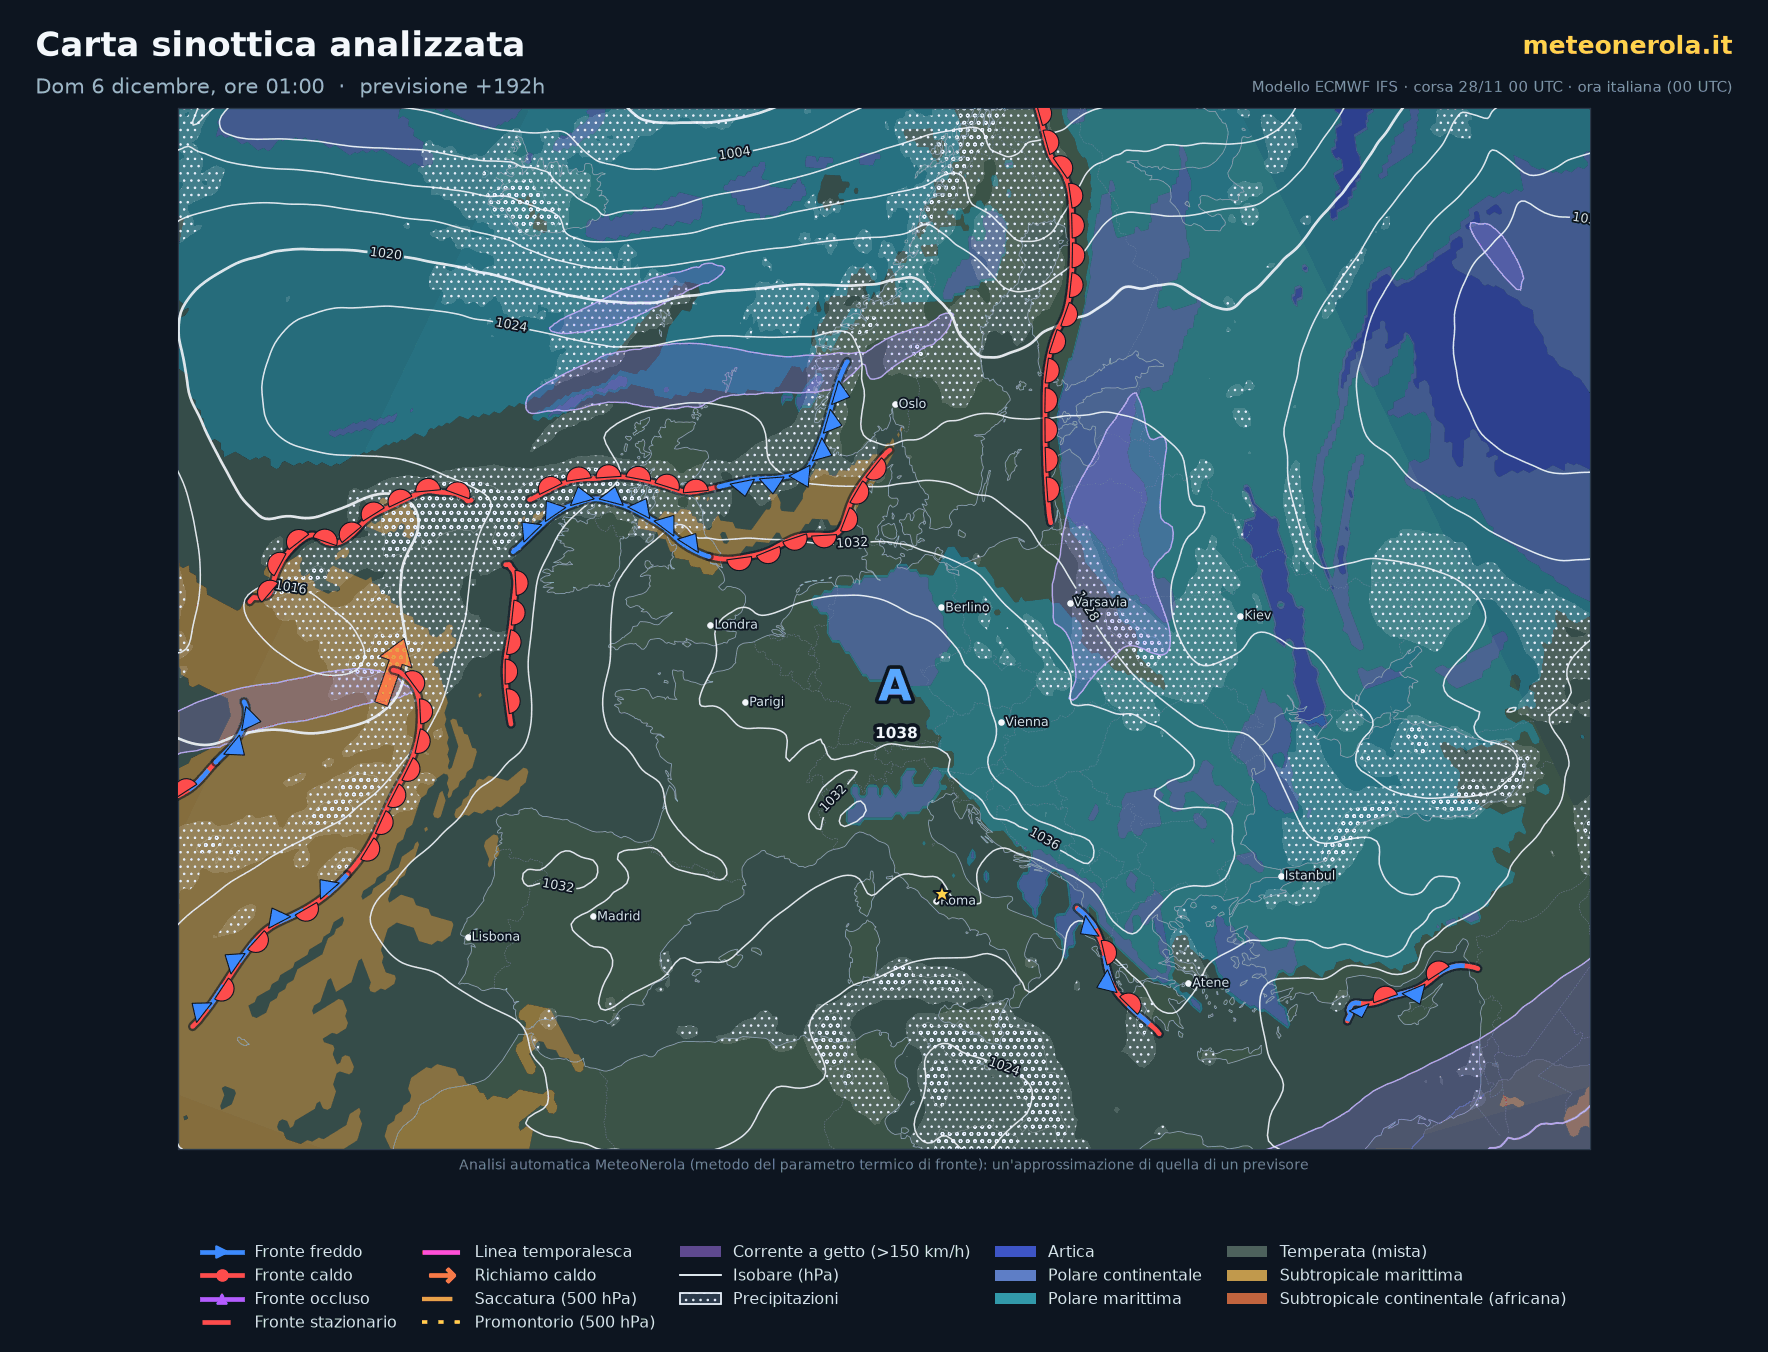 Carta sinottica analizzata
meteonerola.it
Dom 6 dicembre, ore 01:00 · previsione +192h
Modello ECMWF IFS · corsa 28/11 00 UTC · ora italiana (00 UTC)
1004
1020
1024
Oslo
1032
1016
Berlino
Varsavia
Kiev
Londra
A
1038
Parigi
Vienna
1032
1036
Istanbul
1032
Roma
Madrid
Lisbona
Atene
1024
Analisi automatica MeteoNerola (metodo del parametro termico di fronte): un'approssimazione di quella di un previsore
Fronte freddo
Fronte caldo
Fronte occluso
Fronte stazionario
Linea temporalesca
Richiamo caldo
Saccatura (500 hPa)
Promontorio (500 hPa)
Corrente a getto (>150 km/h)
Isobare (hPa)
Precipitazioni
Artica
Polare continentale
Polare marittima
Temperata (mista)
Subtropicale marittima
Subtropicale continentale (africana)